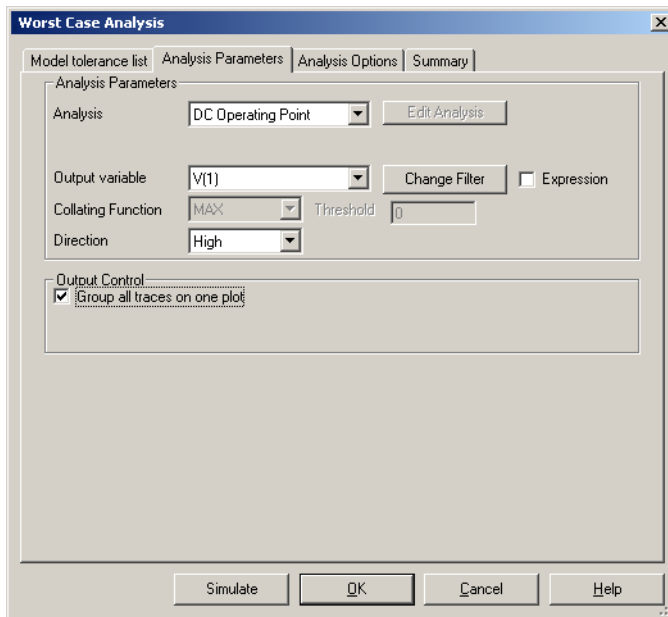 Worst Case Analysis
Model tolerance list Analysis Parameters Analysis Options Summary
Analysis Parameters
Analysis DC Operating Point Edit Analysis
Output variable V(1) Change Filter Expression
Collating Function MAX Threshold 0
Direction High
Output Control
Group all traces on one plot
Simulate OK Cancel Help